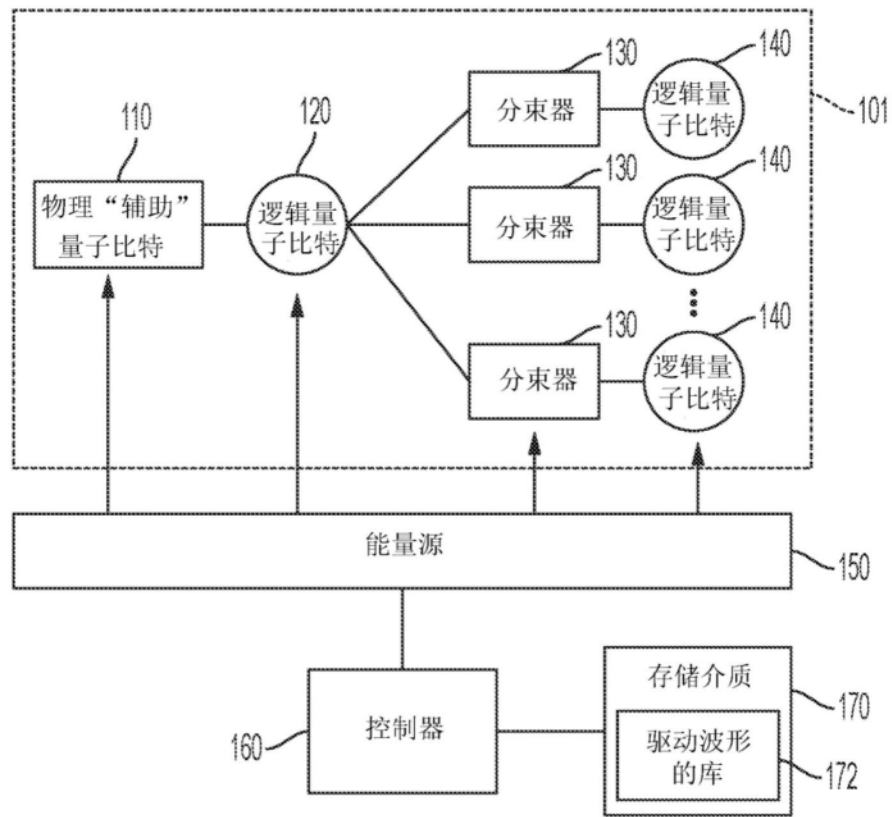 130
140
分束器
逻辑量
子比特
101
110
120
130
140
物理“辅助”
量子比特
逻辑量
子比特
分束器
逻辑量
子比特
130
140
分束器
逻辑量
子比特
能量源
150
160
控制器
存储介质
170
驱动波形
的库
172